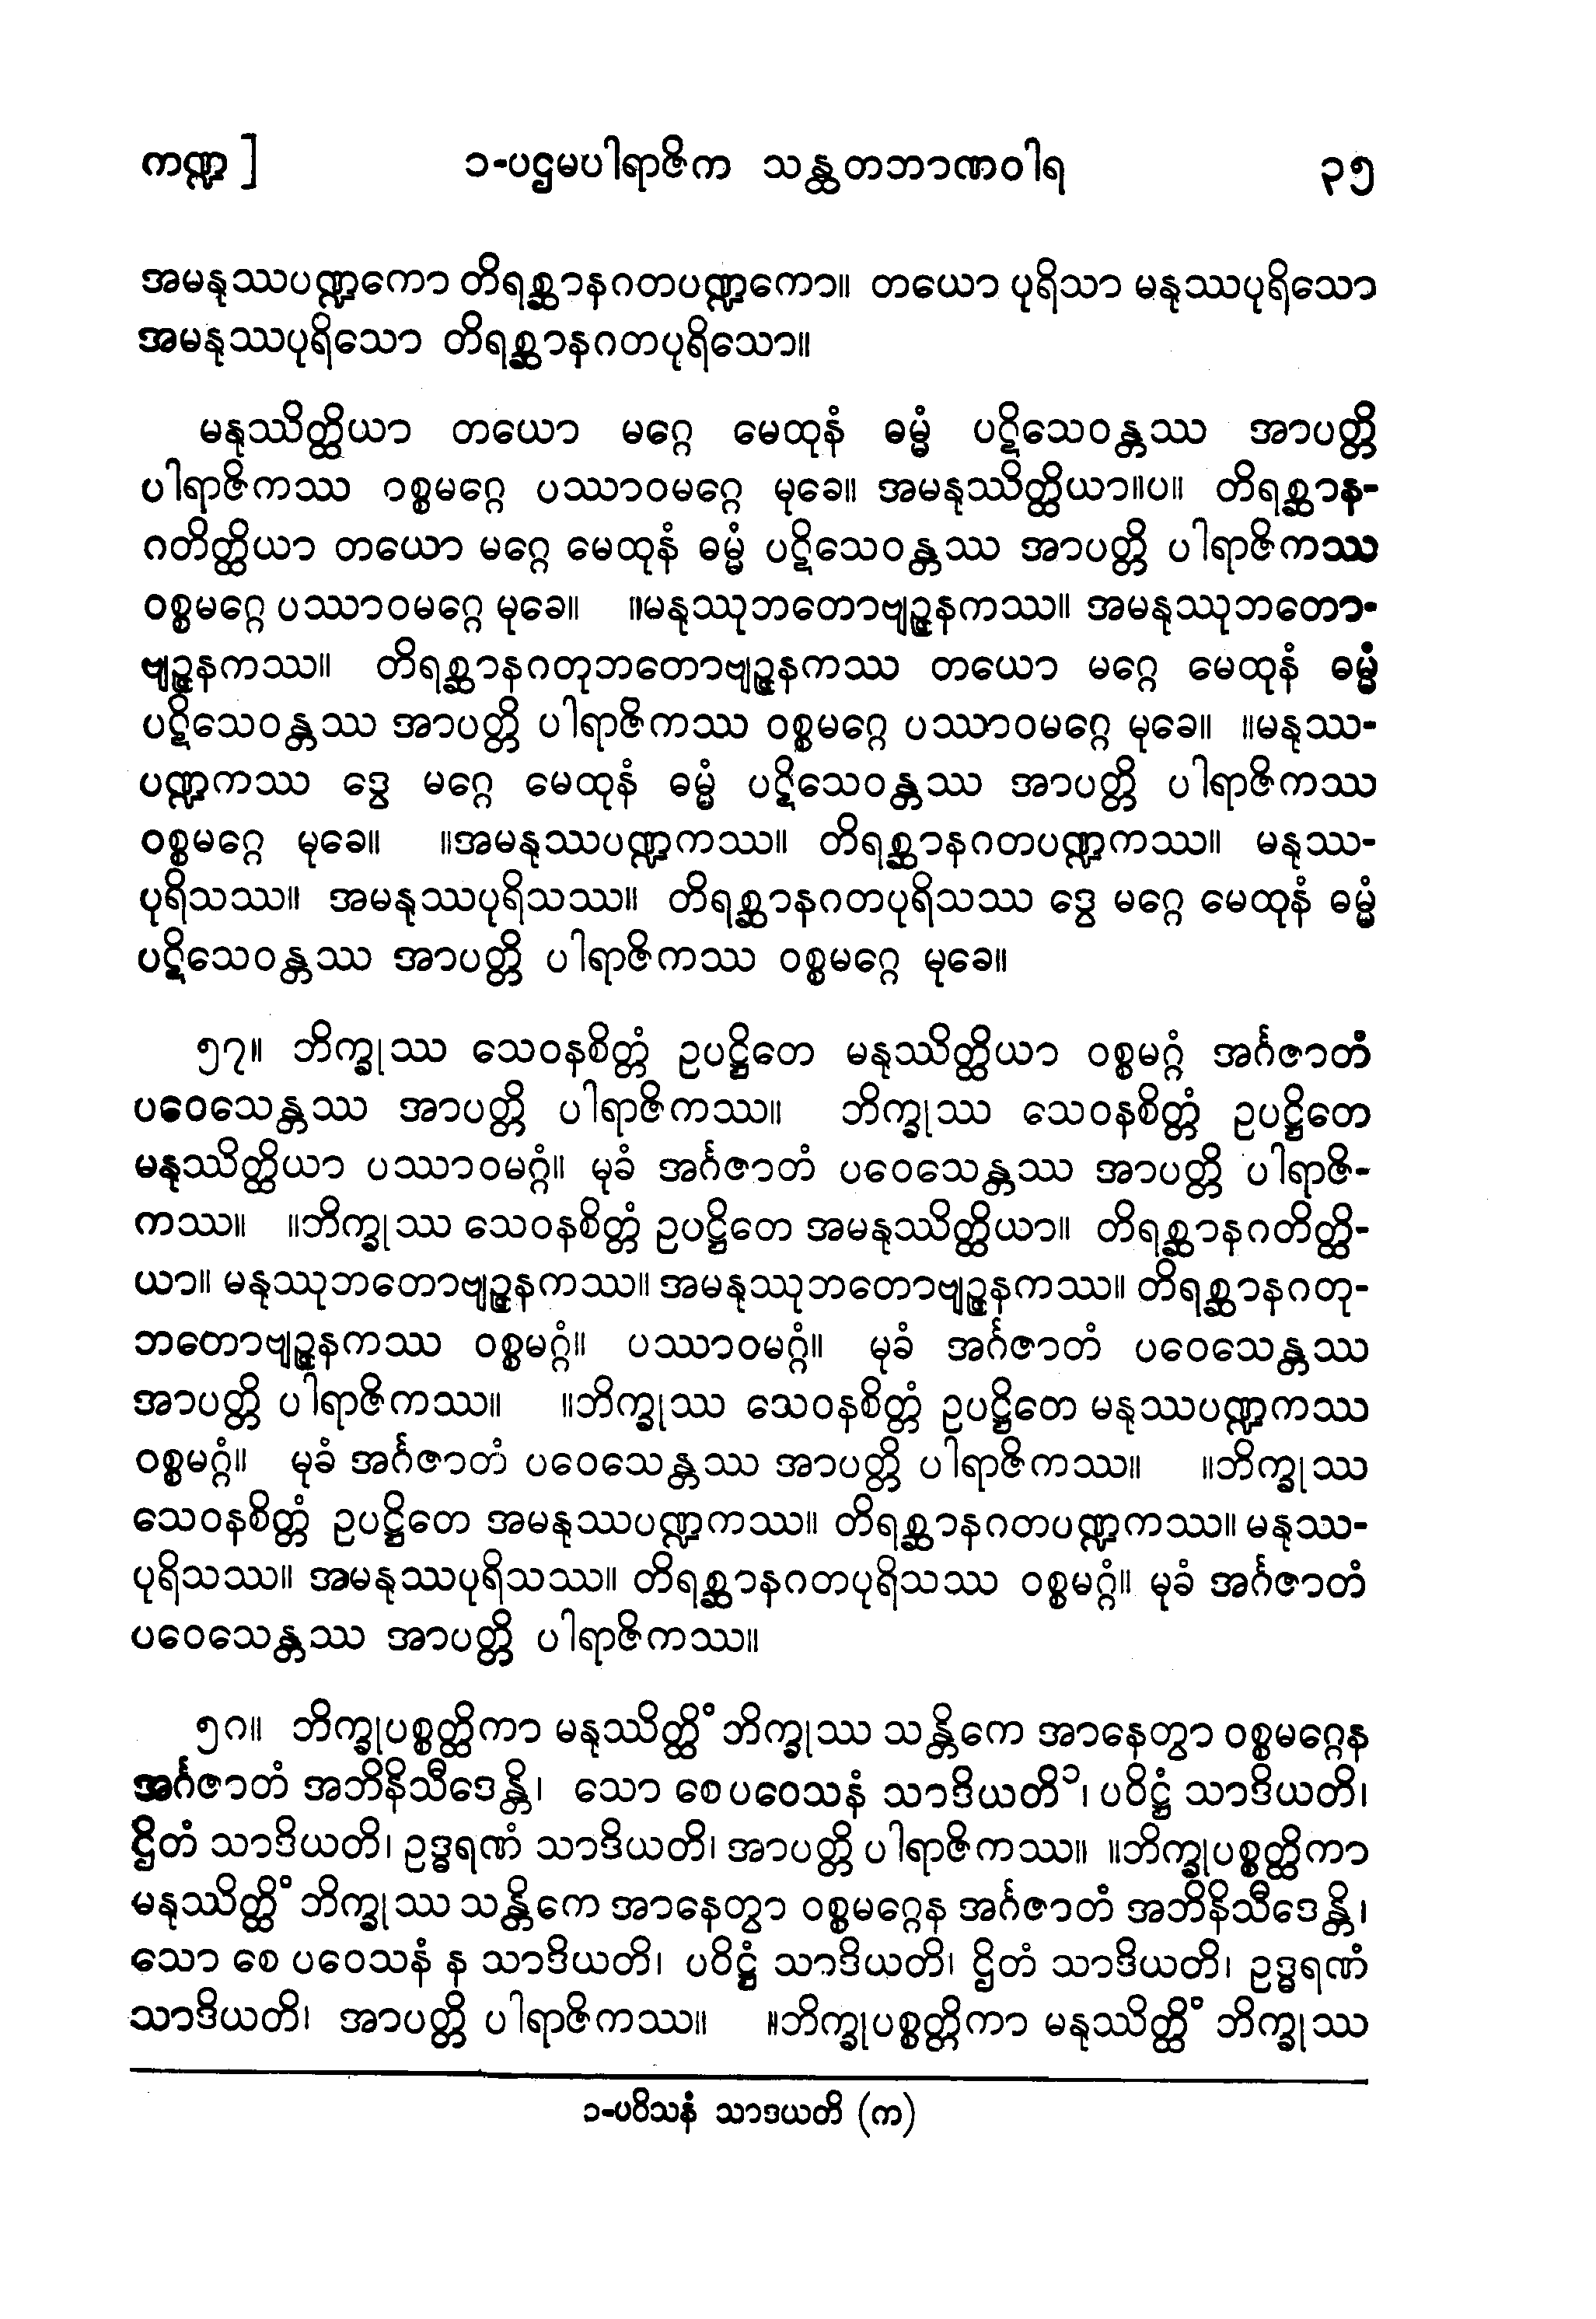 ကဏ္ဍ] ၁-ပဌမပါရာဇိက သန္ထတဘာဏဝါရ ၃၅
အမနုဿပဏ္ဍကော တိရစ္ဆာနဂတပဏ္ဍကော။ တယော ပုရိသာ မနုဿပုရိသော
အမနုဿပုရိသော တိရစ္ဆာနဂတပုရိသော။
မနုဿိတ္ထိယာ တယော မဂ္ဂေ မေထုနံ ဓမ္မံ ပဋိသေဝန္တဿ အာပတ္တိ
ပါရာဇိကဿ ဝစ္စမဂ္ဂေ ပဿာဝမဂ္ဂေ မုခေ။ အမနုဿိတ္ထိယာ။ပ။ တိရစ္ဆာန-
ဂတိတ္ထိယာ တယော မဂ္ဂေ မေထုနံ ဓမ္မံ ပဋိသေဝန္တဿ အာပတ္တိ ပါရာဇိကဿ
ဝစ္စမဂ္ဂေ ပဿာဝမဂ္ဂေ မုခေ။ ။မနုဿုဘတောဗျဉ္ဇနကဿ။ အမနုဿုဘတော-
ဗျဉ္ဇနကဿ။ တိရစ္ဆာနဂတုဘတောဗျဉ္ဇနကဿ တယော မဂ္ဂေ မေထုနံ ဓမ္မံ
ပဋိသေဝန္တဿ အာပတ္တိ ပါရာဇိကဿ ဝစ္စမဂ္ဂေ ပဿာဝမဂ္ဂေ မုခေ။ ။မနုဿ-
ပဏ္ဍကဿ ဒွေ မဂ္ဂေ မေထုနံ ဓမ္မံ ပဋိသေဝန္တဿ အာပတ္တိ ပါရာဇိကဿ
ဝစ္စမဂ္ဂေ မုခေ။ ။အမနုဿပဏ္ဍကဿ။ တိရစ္ဆာနဂတပဏ္ဍကဿ။ မနုဿ-
ပုရိသဿ။ အမနုဿပုရိသဿ။ တိရစ္ဆာနဂတပုရိသဿ ဒွေ မဂ္ဂေ မေထုနံ ဓမ္မံ
ပဋိသေဝန္တဿ အာပတ္တိ ပါရာဇိကဿ ဝစ္စမဂ္ဂေ မုခေ။
၅၇။ ဘိက္ခုဿ သေဝနစိတ္တံ ဥပဋ္ဌိတေ မနုဿိတ္ထိယာ ဝစ္စမဂ္ဂံ အင်္ဂဇာတံ
ပဝေသေန္တဿ အာပတ္တိ ပါရာဇိကဿ။ ဘိက္ခုဿ သေဝနစိတ္တံ ဥပဋ္ဌိတေ
မနုဿိတ္ထိယာ ပဿာဝမဂ္ဂံ။ မုခံ အင်္ဂဇာတံ ပဝေသေန္တဿ အာပတ္တိ ပါရာဇိ-
ကဿ။ ။ဘိက္ခုဿ သေဝနစိတ္တံ ဥပဋ္ဌိတေ အမနုဿိတ္ထိယာ။ တိရစ္ဆာနဂတိတ္ထိ-
ယာ။ မနုဿုဘတောဗျဉ္ဇနကဿ။ အမနုဿုဘတောဗျဉ္ဇနကဿ။ တိရစ္ဆာနဂတု-
ဘတောဗျဉ္ဇနကဿ ဝစ္စမဂ္ဂံ။ ပဿာဝမဂ္ဂံ။ မုခံ အင်္ဂဇာတံ ပဝေသေန္တဿ
အာပတ္တိ ပါရာဇိကဿ။ ။ဘိက္ခုဿ သေဝနစိတ္တံ ဥပဋ္ဌိတေ မနုဿပဏ္ဍကဿ
ဝစ္စမဂ္ဂံ။ မုခံ အင်္ဂဇာတံ ပဝေသေန္တဿ အာပတ္တိ ပါရာဇိကဿ။ ။ဘိက္ခုဿ
သေဝနစိတ္တံ ဥပဋ္ဌိတေ အမနုဿပဏ္ဍကဿ။ တိရစ္ဆာနဂတပဏ္ဍကဿ။ မနုဿ-
ပုရိသဿ။ အမနုဿပုရိသဿ။ တိရစ္ဆာနဂတပုရိသဿ ဝစ္စမဂ္ဂံ။ မုခံ အင်္ဂဇာတံ
ပဝေသေန္တဿ အာပတ္တိ ပါရာဇိကဿ။
၅၈။ ဘိက္ခုပစ္စတ္ထိကာ မနုဿိတ္ထိံ ဘိက္ခုဿ သန္တိကေ အာနေတွာ ဝစ္စမဂ္ဂေန
အင်္ဂဇာတံ အဘိနိသီဒေန္တိ၊ သော စေ ပဝေသနံ သာဒိယတိ၁၊ ပဝိဋ္ဌံ သာဒိယတိ၊
ဌိတံ သာဒိယတိ၊ ဥဒ္ဓရဏံ သာဒိယတိ၊ အာပတ္တိ ပါရာဇိကဿ။ ။ဘိက္ခုပစ္စတ္ထိကာ
မနုဿိတ္ထိံ ဘိက္ခုဿ သန္တိကေ အာနေတွာ ဝစ္စမဂ္ဂေန အင်္ဂဇာတံ အဘိနိသီဒေန္တိ၊
သော စေ ပဝေသနံ န သာဒိယတိ၊ ပဝိဋ္ဌံ သာဒိယတိ၊ ဌိတံ သာဒိယတိ၊ ဥဒ္ဓရဏံ
သာဒိယတိ၊ အာပတ္တိ ပါရာဇိကဿ။ ။ဘိက္ခုပစ္စတ္ထိကာ မနုဿိတ္ထိံ ဘိက္ခုဿ
၁-ပဝိသနံ သာဒယတိ (က)